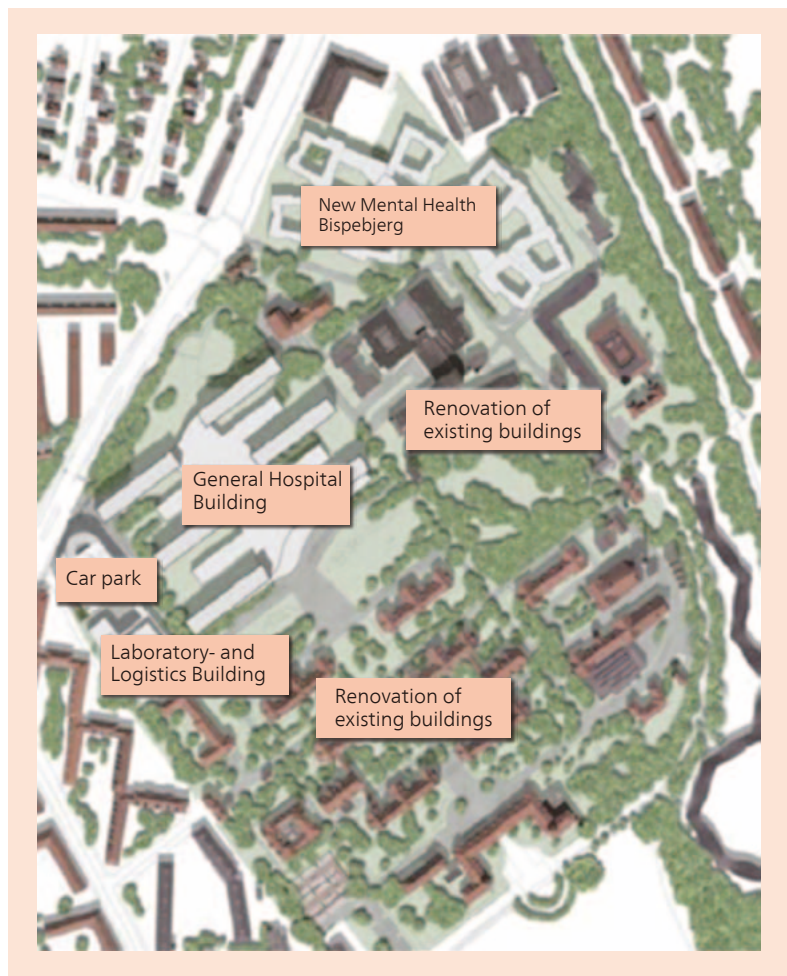 New Mental Health
Bispebjerg
Renovation of
existing buildings
General Hospital
Building
Car park
Laboratory- and
Logistics Building
Renovation of
existing buildings